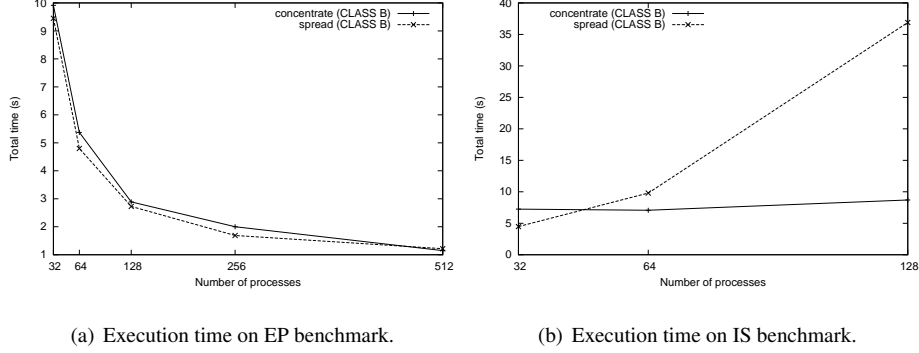 concentrate (CLASS B)
spread (CLASS B)
10
9
8
7
6
5
4
3
2
1
Total time (s)
32 64 128 256 512
Number of processes
(a) Execution time on EP benchmark.
concentrate (CLASS B)
spread (CLASS B)
40
35
30
25
20
15
10
5
0
Total time (s)
32 64 128
Number of processes
(b) Execution time on IS benchmark.